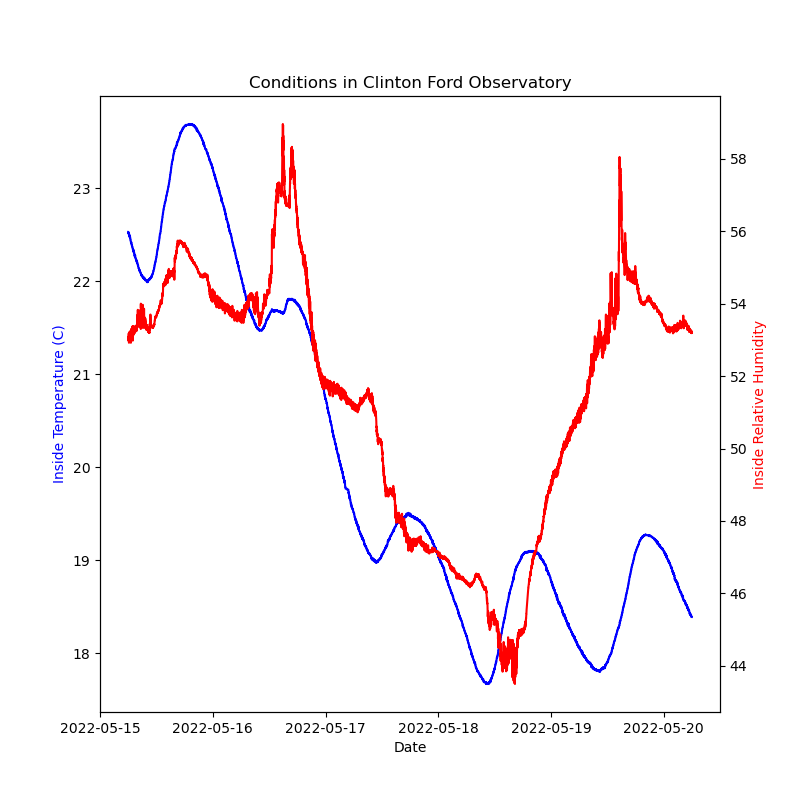 Conditions in Clinton Ford Observatory
Inside Temperature (C)
23
22
21
20
19
18
58
56
54
52
50
48
46
44
Inside Relative Humidity
2022-05-15 2022-05-16 2022-05-17 2022-05-18 2022-05-19 2022-05-20
Date